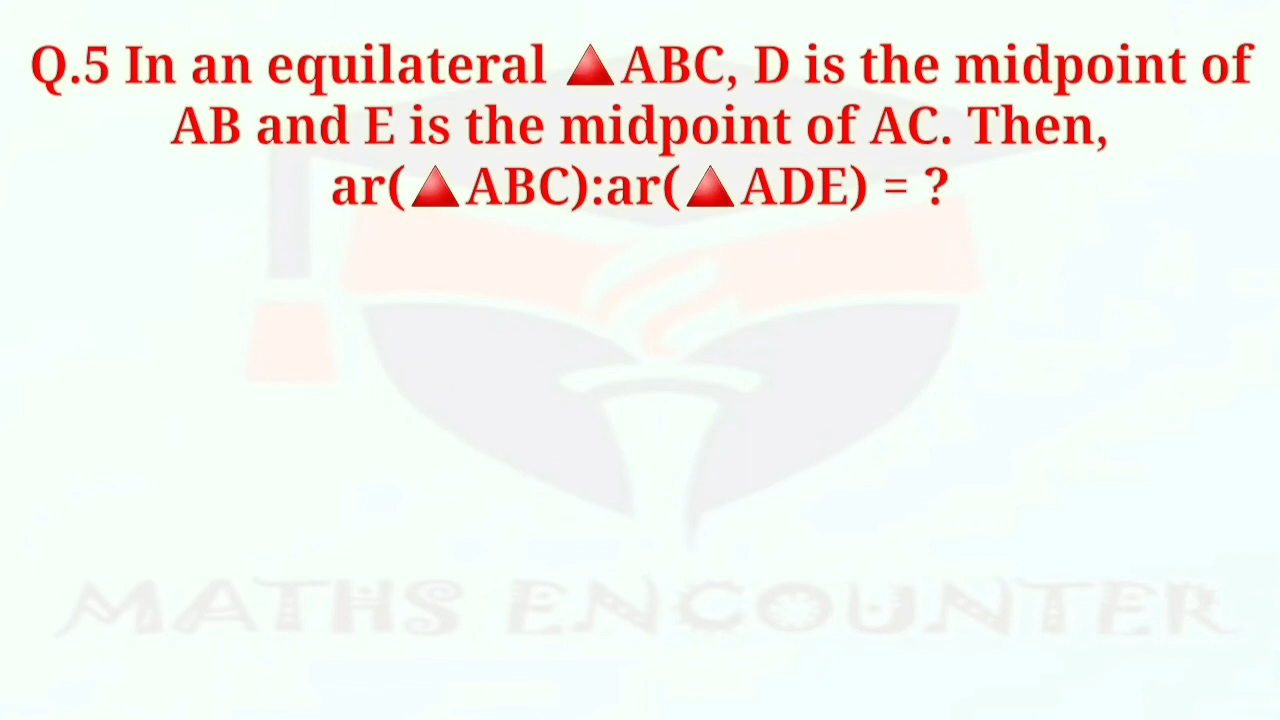 Q.5 In an equilateral 🔺ABC, D is the midpoint of
AB and E is the midpoint of AC. Then,
ar(🔺ABC):ar(🔺ADE) = ?
MATHS ENCOUNTER